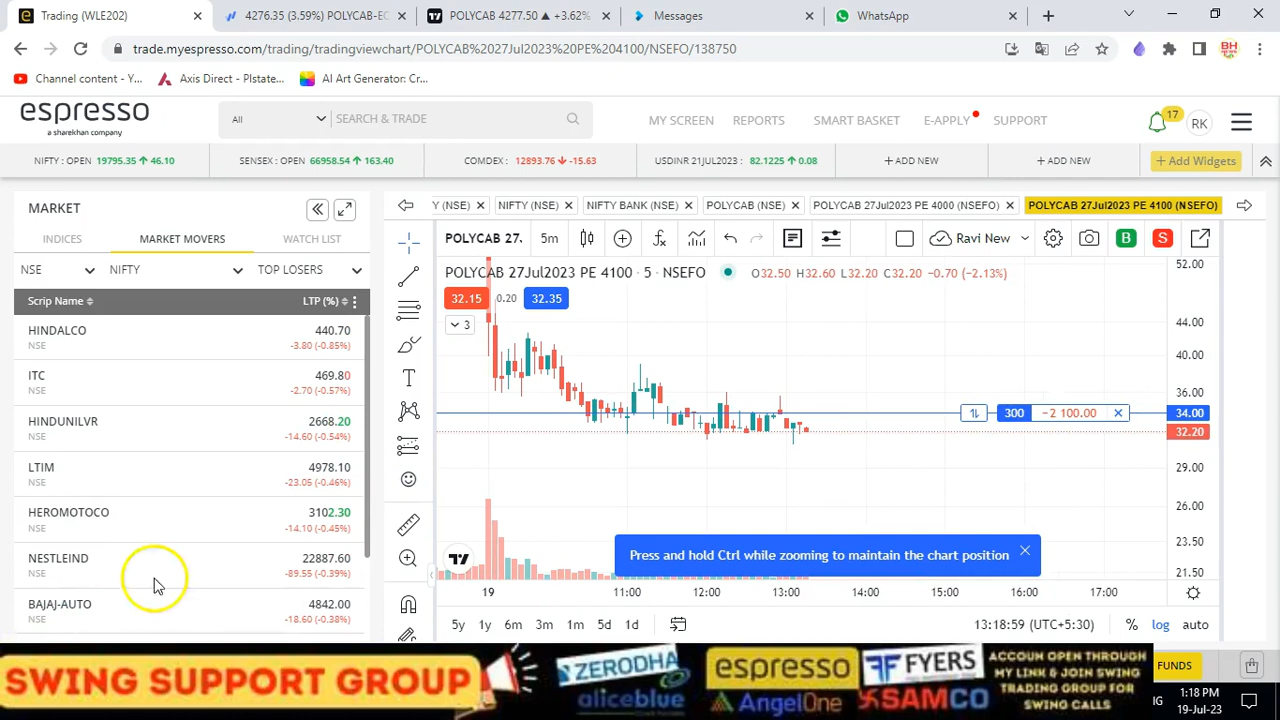 Trading (WLE202)
4276.35 (3.59%) POLYCAB-EC
POLYCAB 4277.50 ▲ +3.62%
Messages
WhatsApp
trade.myespresso.com/trading/tradingviewchart/POLYCAB%2027Jul2023%20PE%204100/NSEFO/138750
Channel content - Y...
Axis Direct - Plstate...
AI Art Generator: Cr...
espresso
a sharekhan company
All
SEARCH & TRADE
MY SCREEN
REPORTS
SMART BASKET
E-APPLY
SUPPORT
17
RK
NIFTY : OPEN 19795.35 ↑ 46.10
SENSEX : OPEN 66958.54 ↑ 163.40
COMDEX : 12893.76 ↓ -15.63
USDINR 21JUL2023 : 82.1225 ↑ 0.08
+ ADD NEW
+ ADD NEW
+ Add Widgets
MARKET
INDICES
MARKET MOVERS
WATCH LIST
NSE
NIFTY
TOP LOSERS
Scrip Name
LTP (%)
HINDALCO 440.70
NSE -3.80 (-0.85%)
ITC 469.80
NSE -2.70 (-0.57%)
HINDUNILVR 2668.20
NSE -14.60 (-0.54%)
LTIM 4978.10
NSE -23.05 (-0.46%)
HEROMOTOCO 3102.30
NSE -14.10 (-0.45%)
NESTLEIND 22887.60
NSE -89.55 (-0.39%)
BAJAJ-AUTO 4842.00
NSE -18.60 (-0.38%)
Y (NSE)
NIFTY (NSE)
NIFTY BANK (NSE)
POLYCAB (NSE)
POLYCAB 27Jul2023 PE 4000 (NSEFO)
POLYCAB 27Jul2023 PE 4100 (NSEFO)
POLYCAB 27.
5m
Ravi New
B
S
POLYCAB 27Jul2023 PE 4100 · 5 · NSEFO
O32.50 H32.60 L32.20 C32.20 -0.70 (-2.13%)
32.15
0.20
32.35
3
52.00
44.00
40.00
36.00
300
-2 100.00
34.00
32.20
29.00
26.00
23.50
21.50
Press and hold Ctrl while zooming to maintain the chart position
19
11:00
12:00
13:00
14:00
15:00
16:00
17:00
5y
1y
6m
3m
1m
5d
1d
13:18:59 (UTC+5:30)
%
log
auto
SWING SUPPORT GROUP
ZERODHA
aliceblue
espresso
AngelOne
FYERS
SAMCO
ACCOUN OPEN THROUGH
MY LINK & JOIN SWING
TRADING GROUP FOR
SWING CALLS
FUNDS
IG
1:18 PM
19-Jul-23